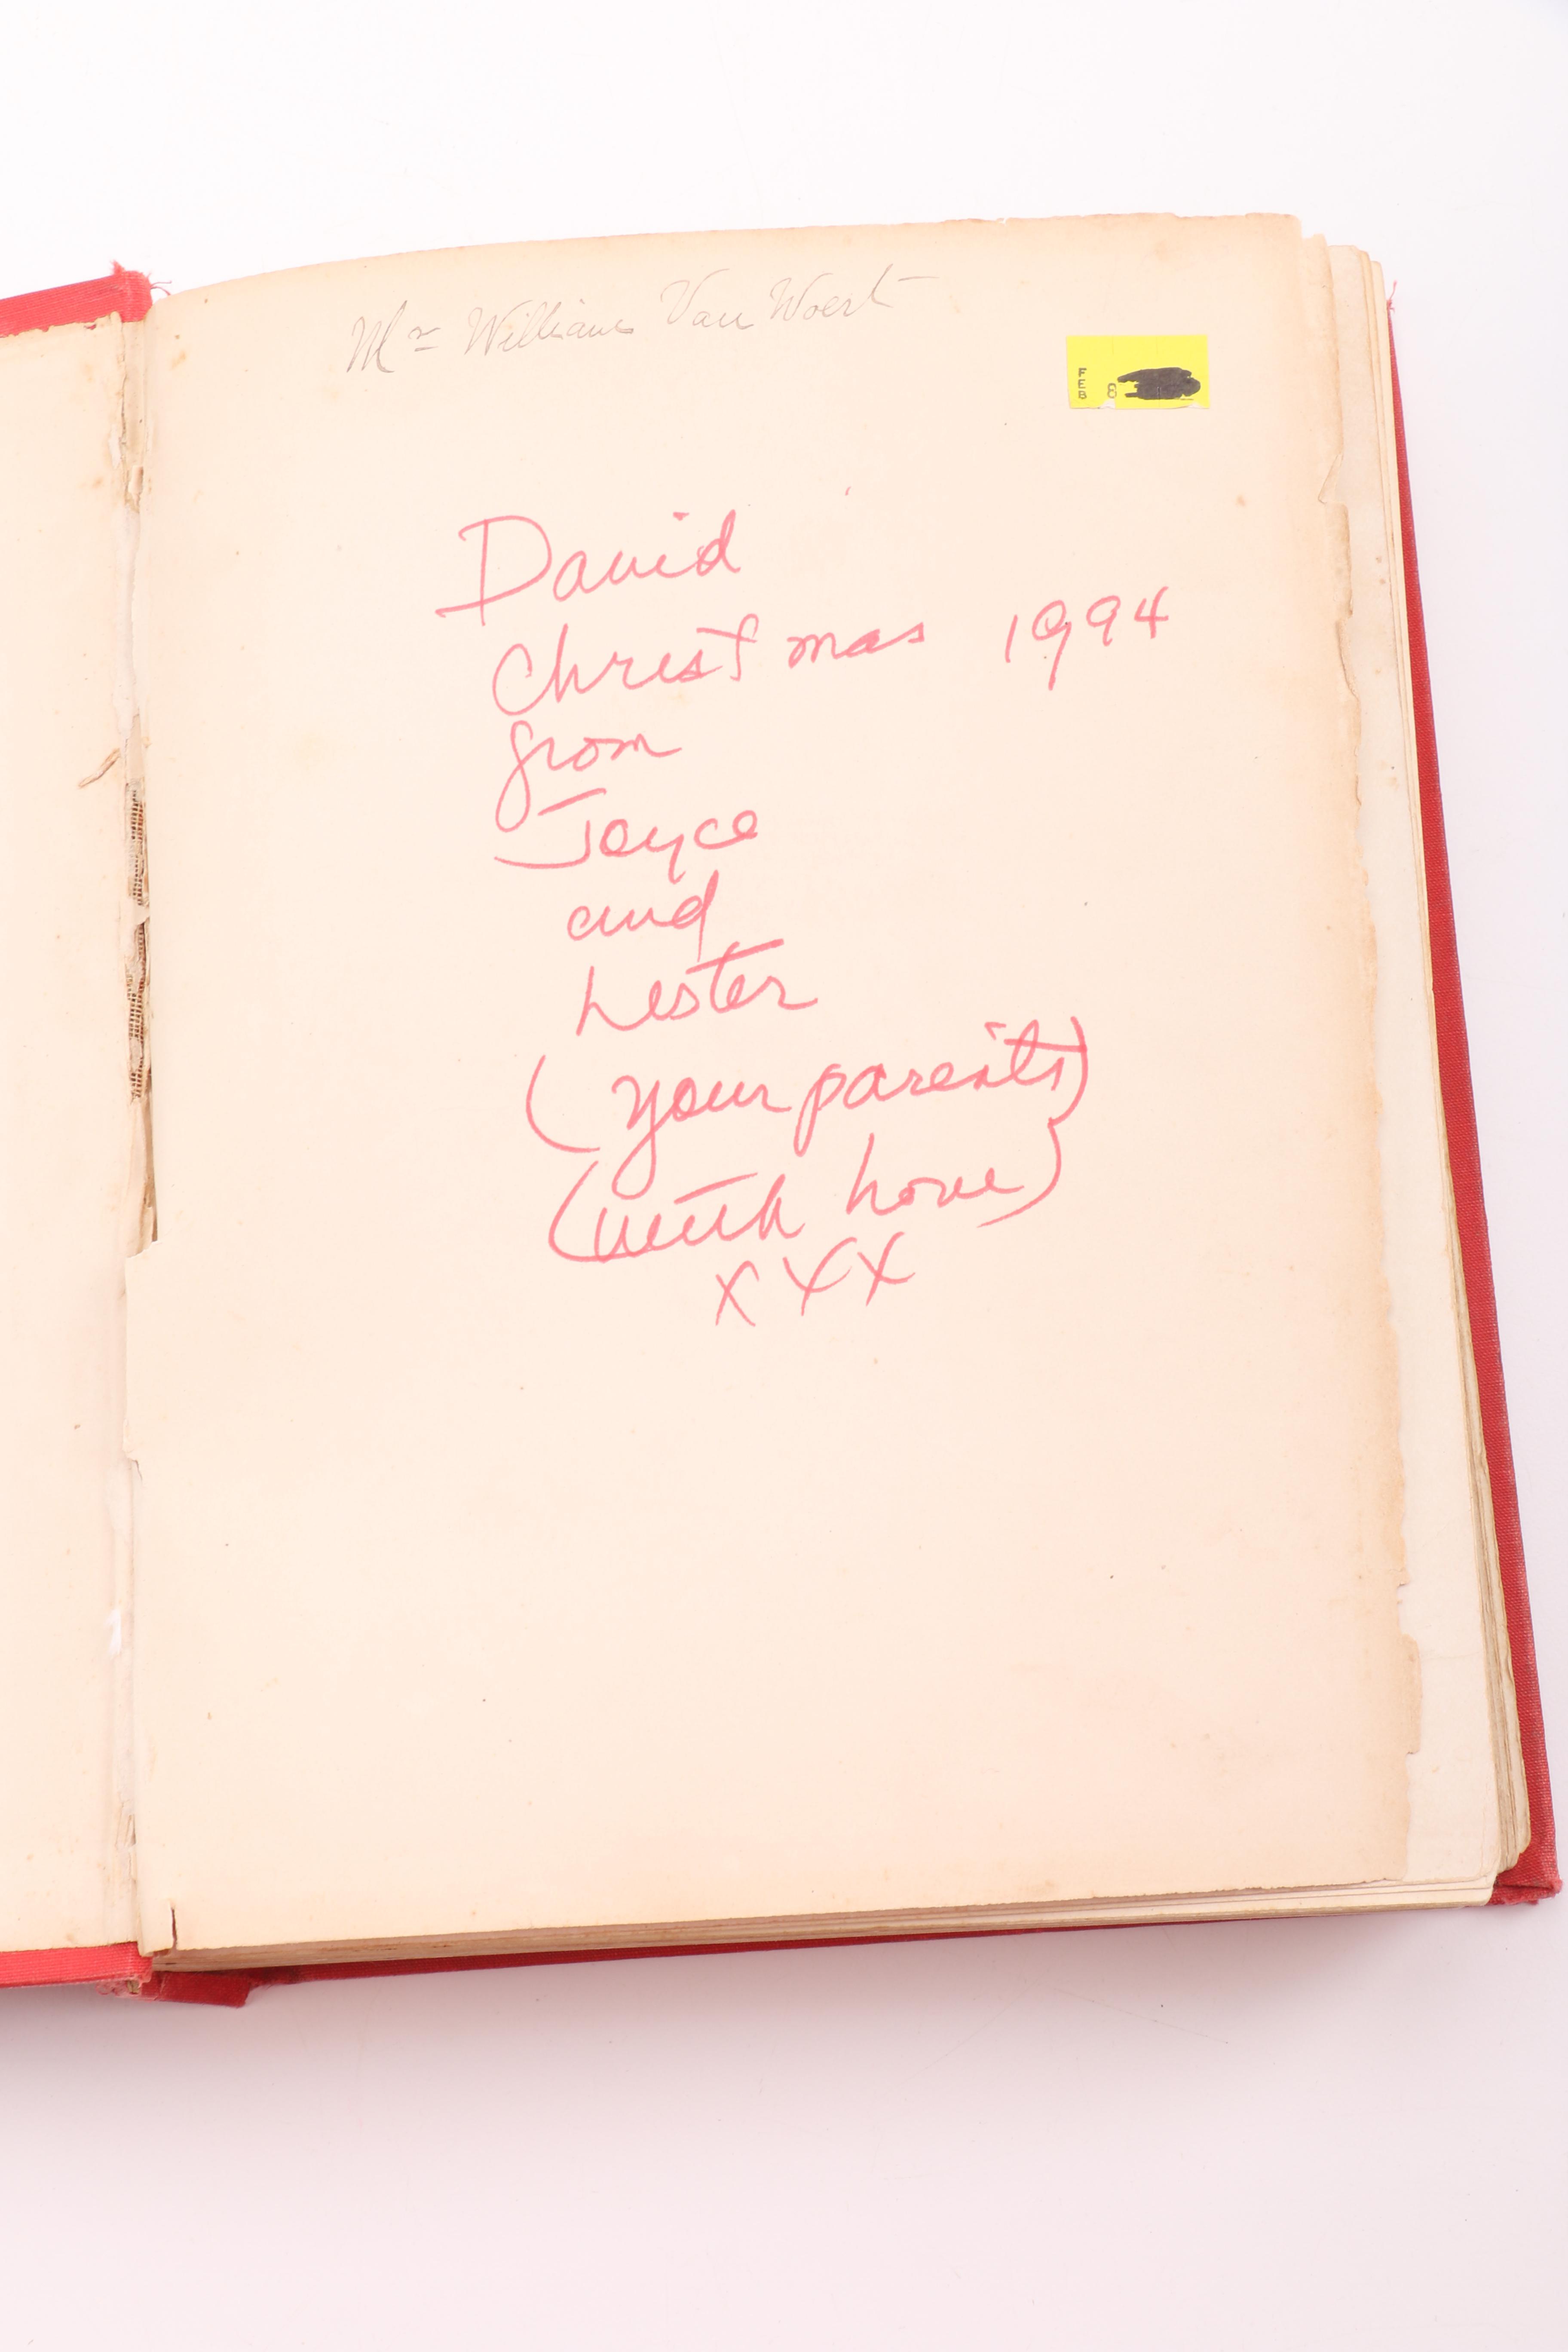 Mr William Van Woert
FEB 8
David
Christmas 1994
from
Joyce
and
Lester
(your parents)
(with love)
XXX